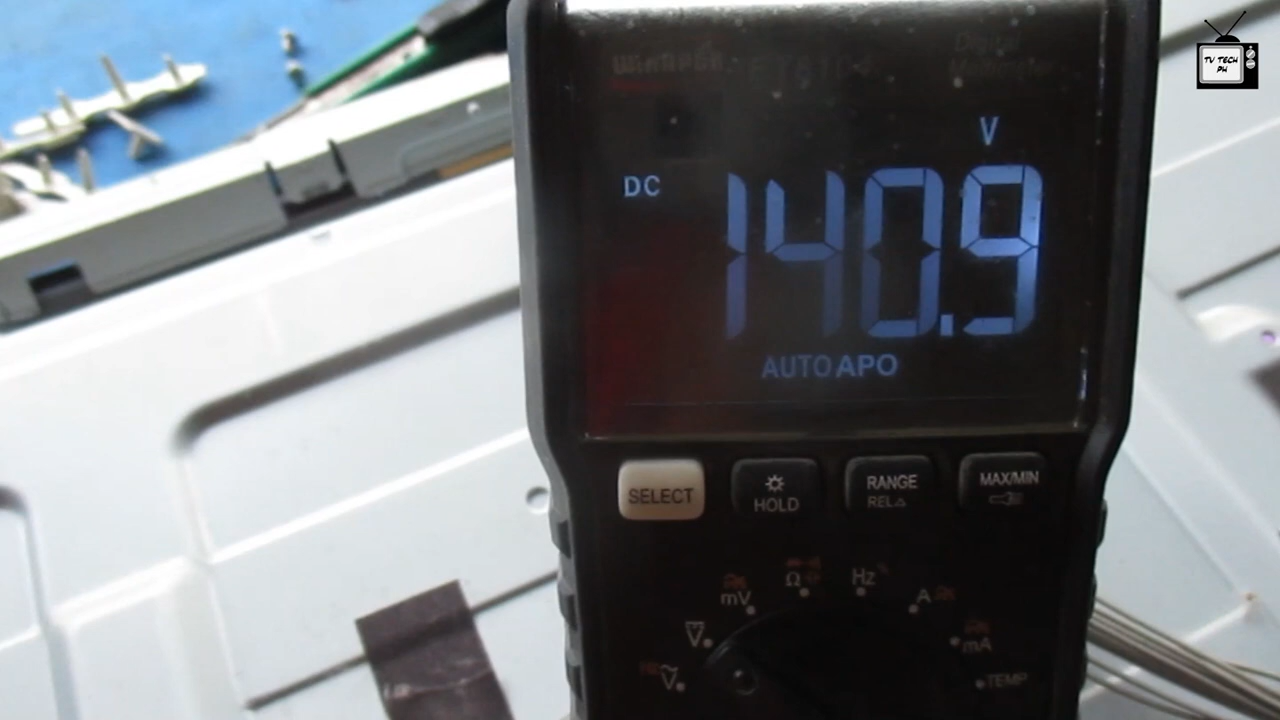 TV TECH
PH
V
DC
140.9
AUTO APO
SELECT
HOLD
RANGE
REL△
MAX/MIN
mV
Ω
Hz
A
mA
V
V
TEMP